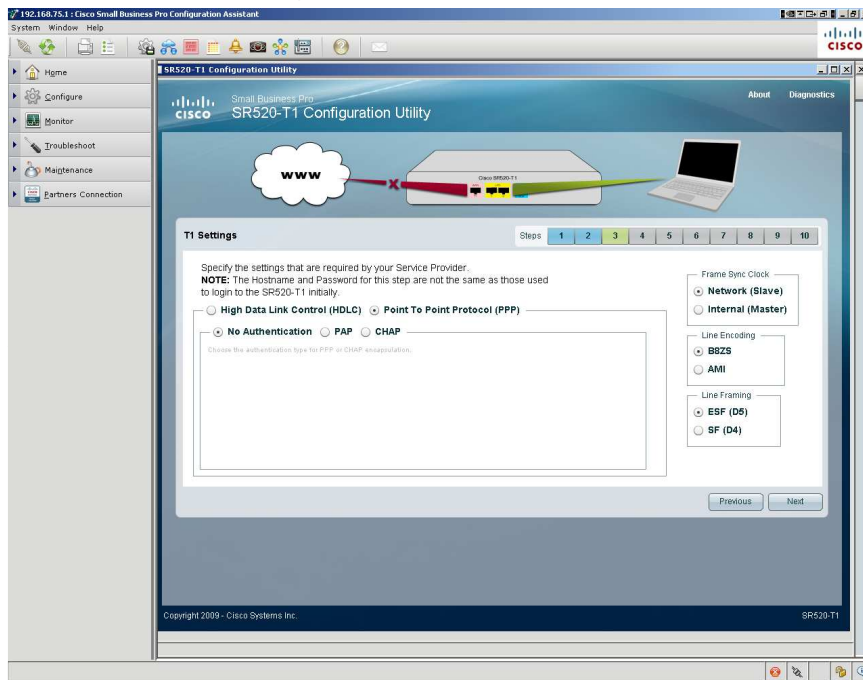 192.168.75.1 : Cisco Small Business Pro Configuration Assistant
System Window Help
CISCO
Home
Configure
Monitor
Troubleshoot
Maintenance
Partners Connection
SR520-T1 Configuration Utility
CISCO
Small Business Pro
SR520-T1 Configuration Utility
About Diagnostics
WWW
X
Cisco SR520-T1
T1 Settings
Steps 1 2 3 4 5 6 7 8 9 10
Specify the settings that are required by your Service Provider.
NOTE: The Hostname and Password for this step are not the same as those used
to login to the SR520-T1 initially.
High Data Link Control (HDLC) Point To Point Protocol (PPP)
No Authentication PAP CHAP
Choose the authentication type for PPP or CHAP encapsulation.
Frame Sync Clock
Network (Slave)
Internal (Master)
Line Encoding
B8ZS
AMI
Line Framing
ESF (D5)
SF (D4)
Previous Next
Copyright 2009 - Cisco Systems Inc.
SR520-T1